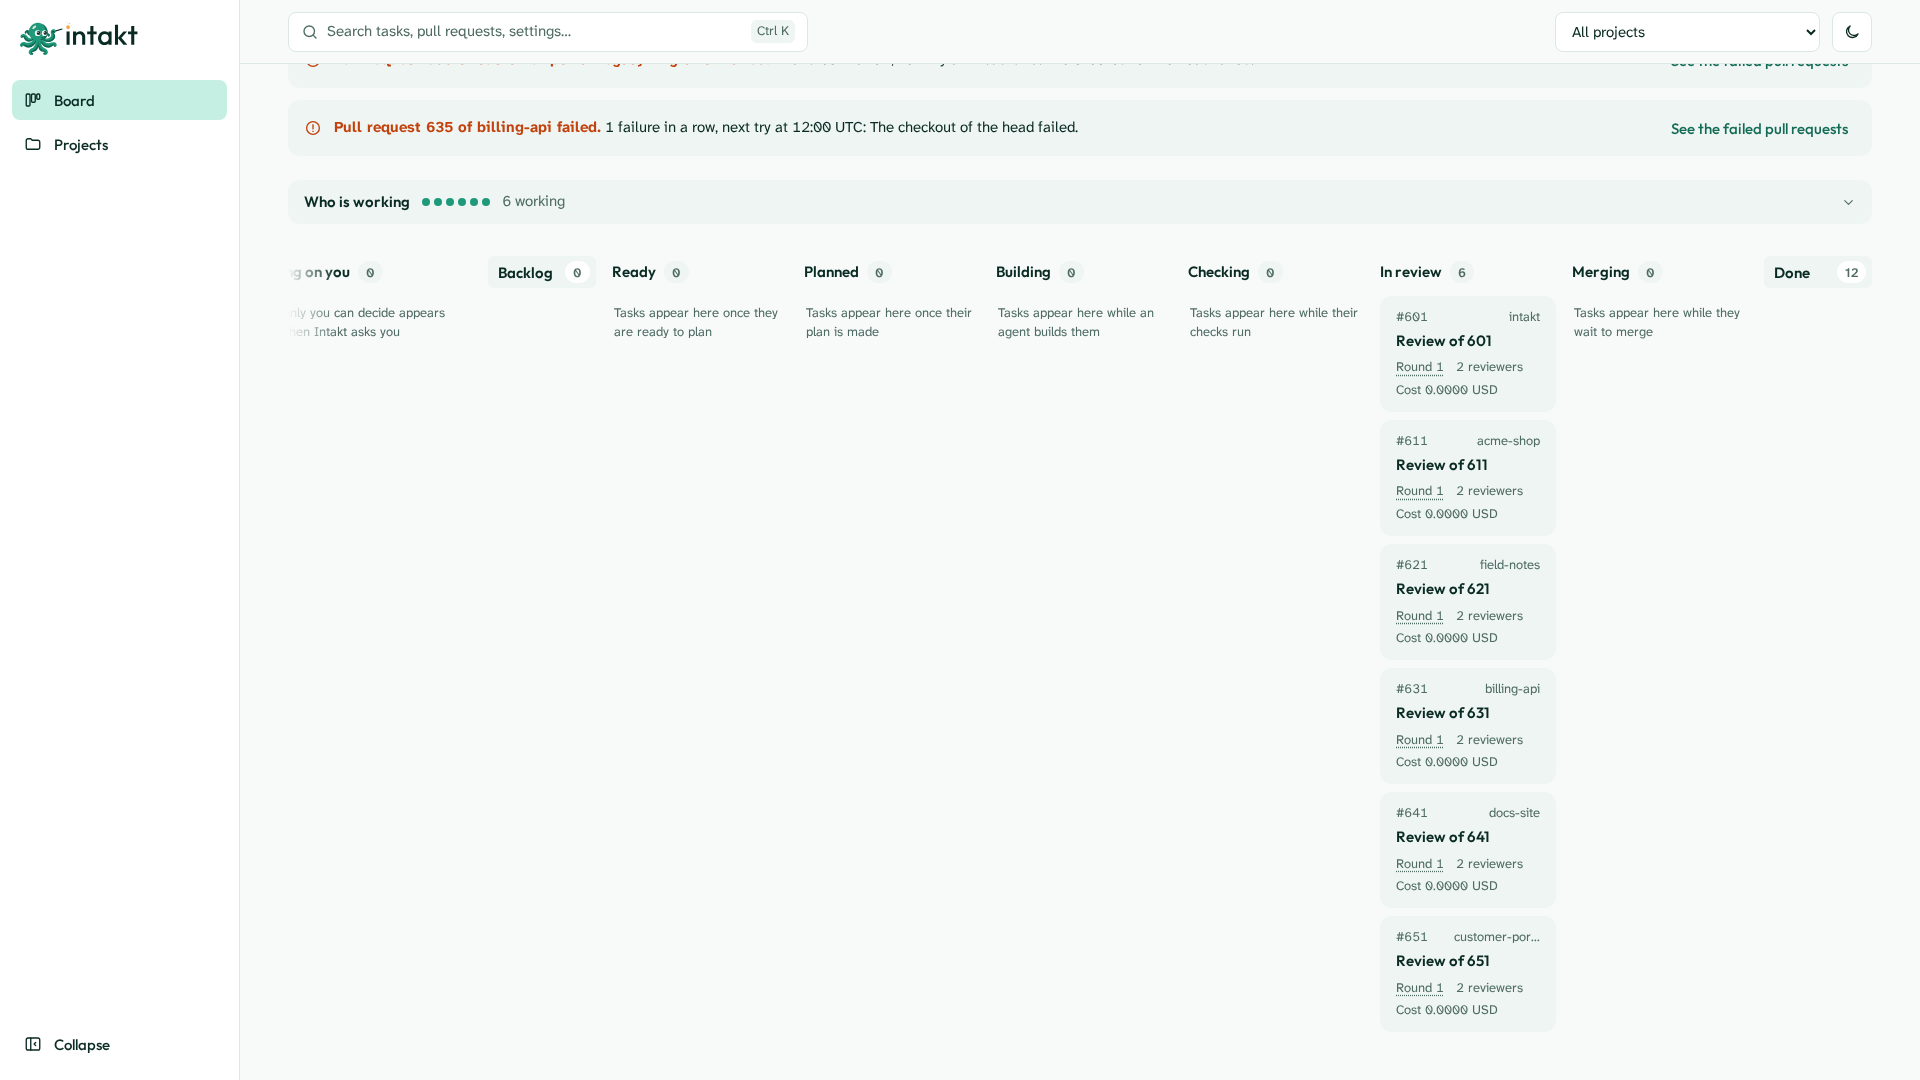 intakt
Search tasks, pull requests, settings...
Ctrl K
All projects
Board
Projects
See the failed pull requests
Pull request 635 of billing-api failed. 1 failure in a row, next try at 12:00 UTC: The checkout of the head failed.
See the failed pull requests
Who is working
6 working
on you 0
Backlog 0
Ready 0
Planned 0
Building 0
Checking 0
In review 6
Merging 0
Done 12
you can decide appears
Intakt asks you
Tasks appear here once they
are ready to plan
Tasks appear here once their
plan is made
Tasks appear here while an
agent builds them
Tasks appear here while their
checks run
#601 intakt
Review of 601
Round 1 2 reviewers
Cost 0.0000 USD
#611 acme-shop
Review of 611
Round 1 2 reviewers
Cost 0.0000 USD
#621 field-notes
Review of 621
Round 1 2 reviewers
Cost 0.0000 USD
#631 billing-api
Review of 631
Round 1 2 reviewers
Cost 0.0000 USD
#641 docs-site
Review of 641
Round 1 2 reviewers
Cost 0.0000 USD
#651 customer-por...
Review of 651
Round 1 2 reviewers
Cost 0.0000 USD
Tasks appear here while they
wait to merge
Collapse